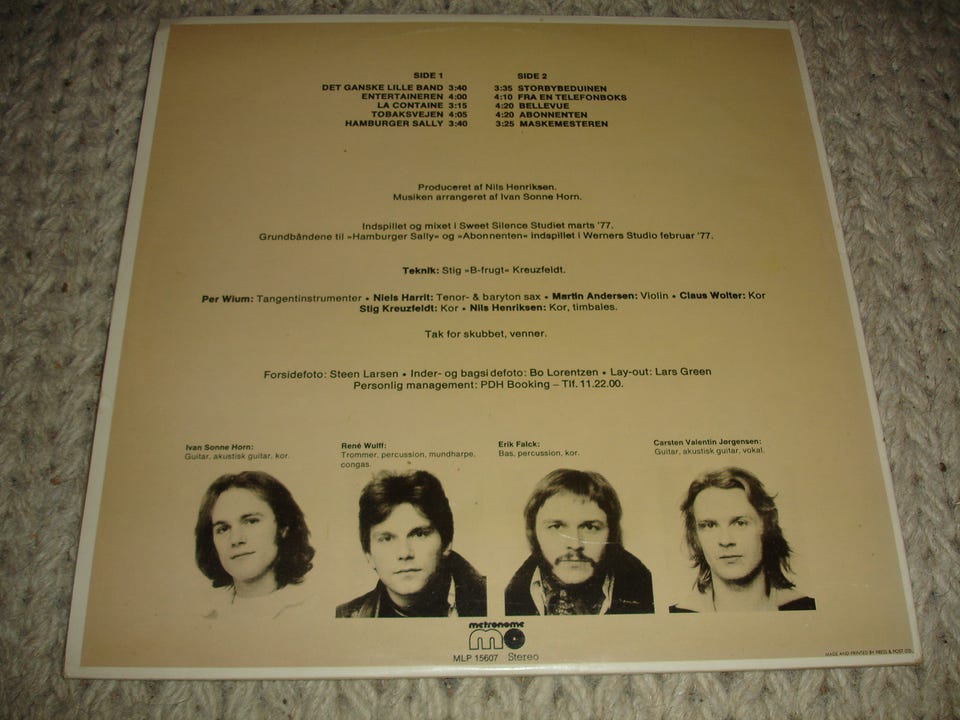 SIDE 1
DET GANSKE LILLE BAND 3:40
ENTERTAINEREN 4:00
LA CONTAINE 3:15
TOBAKSVEJEN 4:05
HAMBURGER SALLY 3:40
SIDE 2
3:35 STORBYBEDUINEN
4:10 FRA EN TELEFONBOKS
4:20 BELLEVUE
4:20 ABONNENTEN
3:25 MASKEMESTEREN
Produceret af Nils Henriksen.
Musiken arrangeret af Ivan Sonne Horn.
Indspillet og mixet i Sweet Silence Studiet marts '77.
Grundbåndene til »Hamburger Sally« og »Abonnenten« indspillet i Werners Studio februar '77.
Teknik: Stig »B-frugt« Kreuzfeldt.
Per Wium: Tangentinstrumenter • Niels Harrit: Tenor- & baryton sax • Martin Andersen: Violin • Claus Wolter: Kor
Stig Kreuzfeldt: Kor • Nils Henriksen: Kor, timbales.
Tak for skubbet, venner.
Forsidefoto: Steen Larsen • Inder- og bagsidefoto: Bo Lorentzen • Lay-out: Lars Green
Personlig management: PDH Booking – Tlf. 11.22.00.
Ivan Sonne Horn:
Guitar, akustisk guitar, kor.
René Wulff:
Trommer, percussion, mundharpe,
congas.
Erik Falck:
Bas, percussion, kor.
Carsten Valentin Jørgensen:
Guitar, akustisk guitar, vokal.
metronome
MLP 15607 Stereo
MADE AND PRINTED BY PRESS & POST CO.